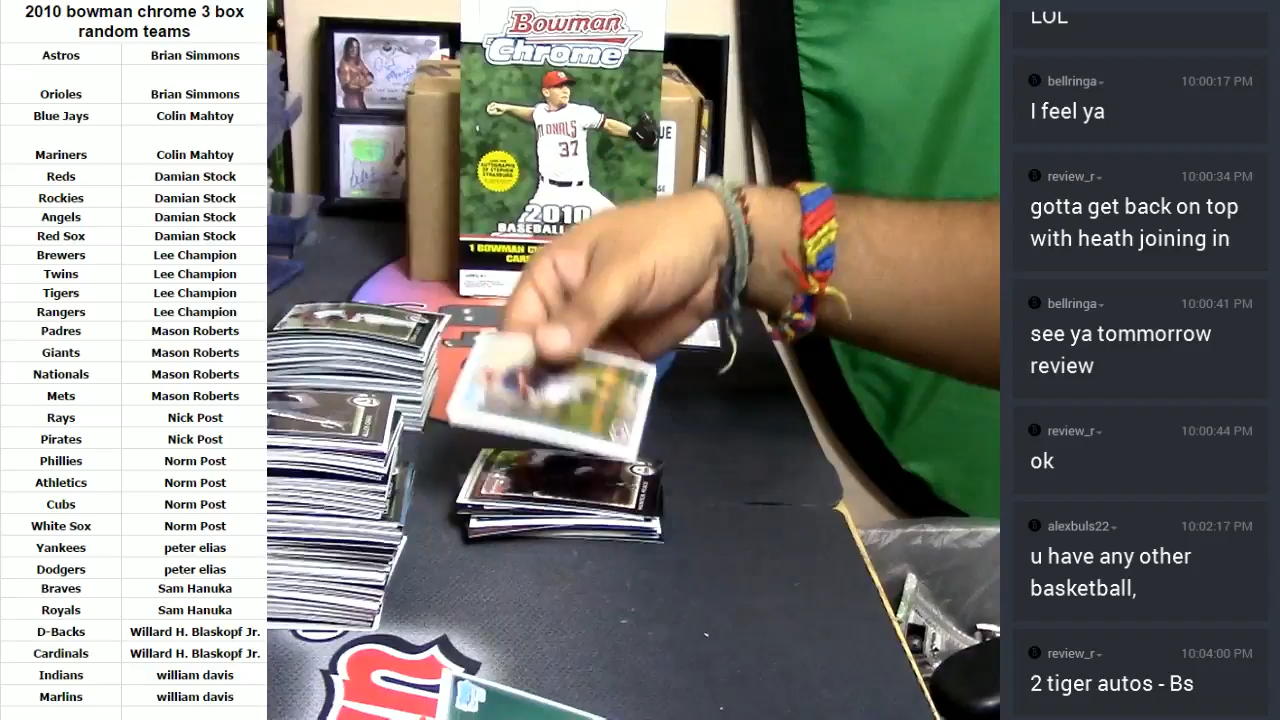 2010 bowman chrome 3 box
random teams
Astros Brian Simmons
Orioles Brian Simmons
Blue Jays Colin Mahtoy
Mariners Colin Mahtoy
Reds Damian Stock
Rockies Damian Stock
Angels Damian Stock
Red Sox Damian Stock
Brewers Lee Champion
Twins Lee Champion
Tigers Lee Champion
Rangers Lee Champion
Padres Mason Roberts
Giants Mason Roberts
Nationals Mason Roberts
Mets Mason Roberts
Rays Nick Post
Pirates Nick Post
Phillies Norm Post
Athletics Norm Post
Cubs Norm Post
White Sox Norm Post
Yankees peter elias
Dodgers peter elias
Braves Sam Hanuka
Royals Sam Hanuka
D-Backs Willard H. Blaskopf Jr.
Cardinals Willard H. Blaskopf Jr.
Indians william davis
Marlins william davis
Bowman
Chrome
NATIONALS
37
2010
BASEBALL
1 BOWMAN
LOL
bellringa 10:00:17 PM
I feel ya
review_r 10:00:34 PM
gotta get back on top
with heath joining in
bellringa 10:00:41 PM
see ya tommorrow
review
review_r 10:00:44 PM
ok
alexbuls22 10:02:17 PM
u have any other
basketball,
review_r 10:04:00 PM
2 tiger autos - Bs